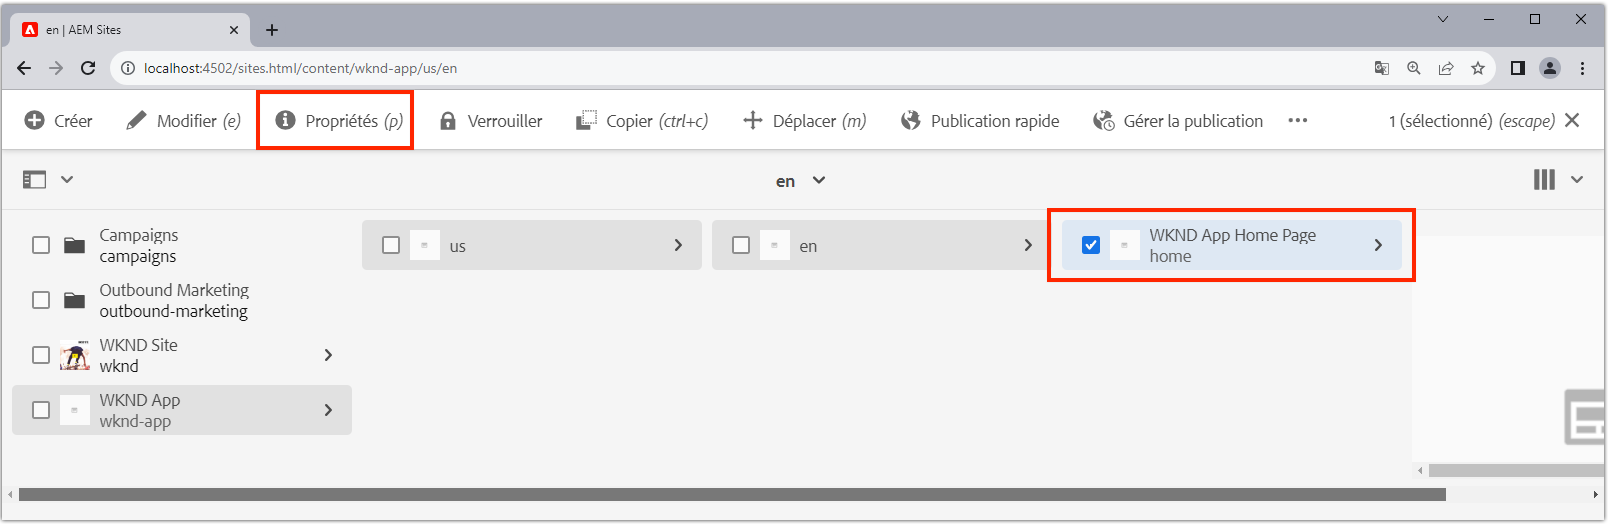 en | AEM Sites
localhost:4502/sites.html/content/wknd-app/us/en
Créer
Modifier (e)
Propriétés (p)
Verrouiller
Copier (ctrl+c)
Déplacer (m)
Publication rapide
Gérer la publication
1 (sélectionné) (escape)
en
Campaigns
campaigns
Outbound Marketing
outbound-marketing
WKND Site
wknd
WKND App
wknd-app
us
en
WKND App Home Page
home